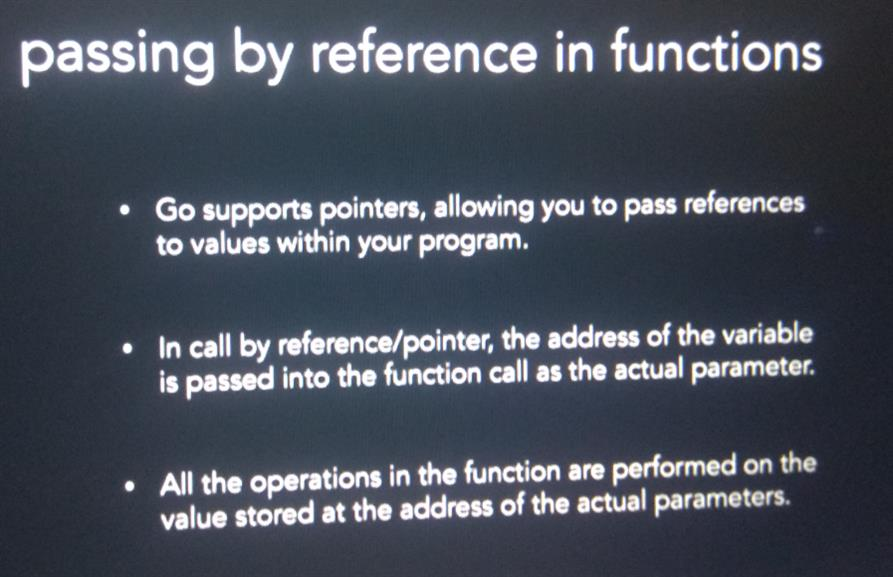 passing by reference in functions
• Go supports pointers, allowing you to pass references
to values within your program.
• In call by reference/pointer, the address of the variable
is passed into the function call as the actual parameter.
• All the operations in the function are performed on the
value stored at the address of the actual parameters.